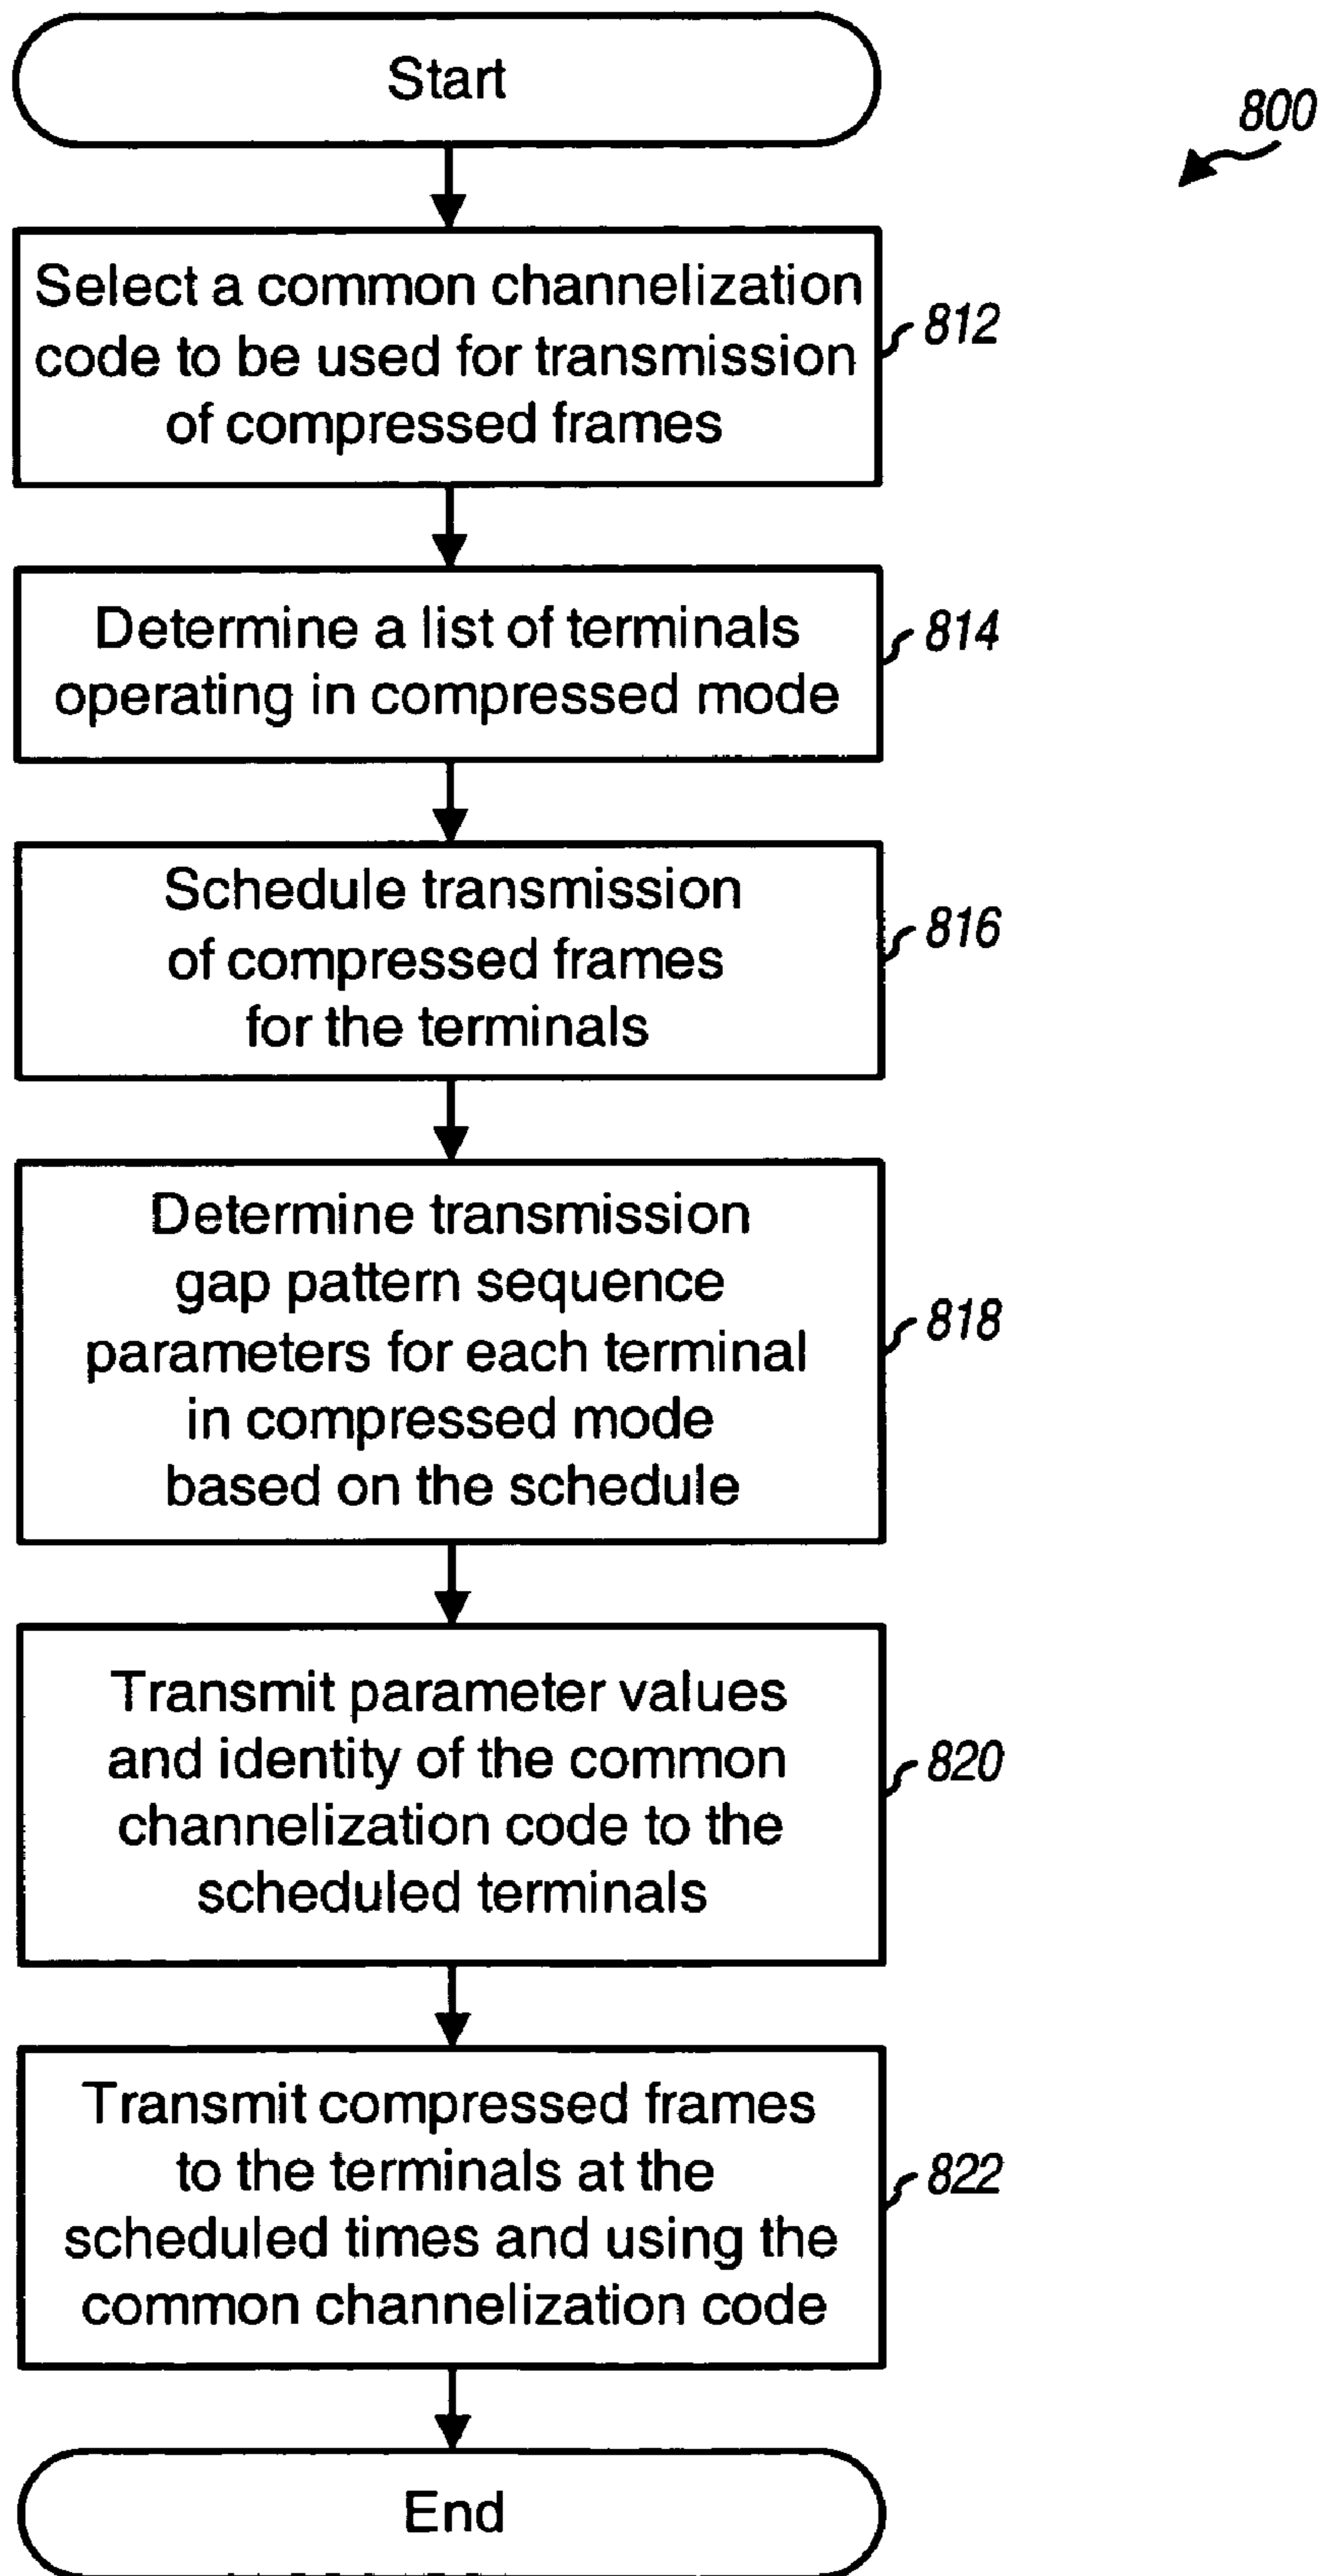 Start
800
Select a common channelization
code to be used for transmission
of compressed frames
812
Determine a list of terminals
operating in compressed mode
814
Schedule transmission
of compressed frames
for the terminals
816
Determine transmission
gap pattern sequence
parameters for each terminal
in compressed mode
based on the schedule
818
Transmit parameter values
and identity of the common
channelization code to the
scheduled terminals
820
Transmit compressed frames
to the terminals at the
scheduled times and using the
common channelization code
822
End